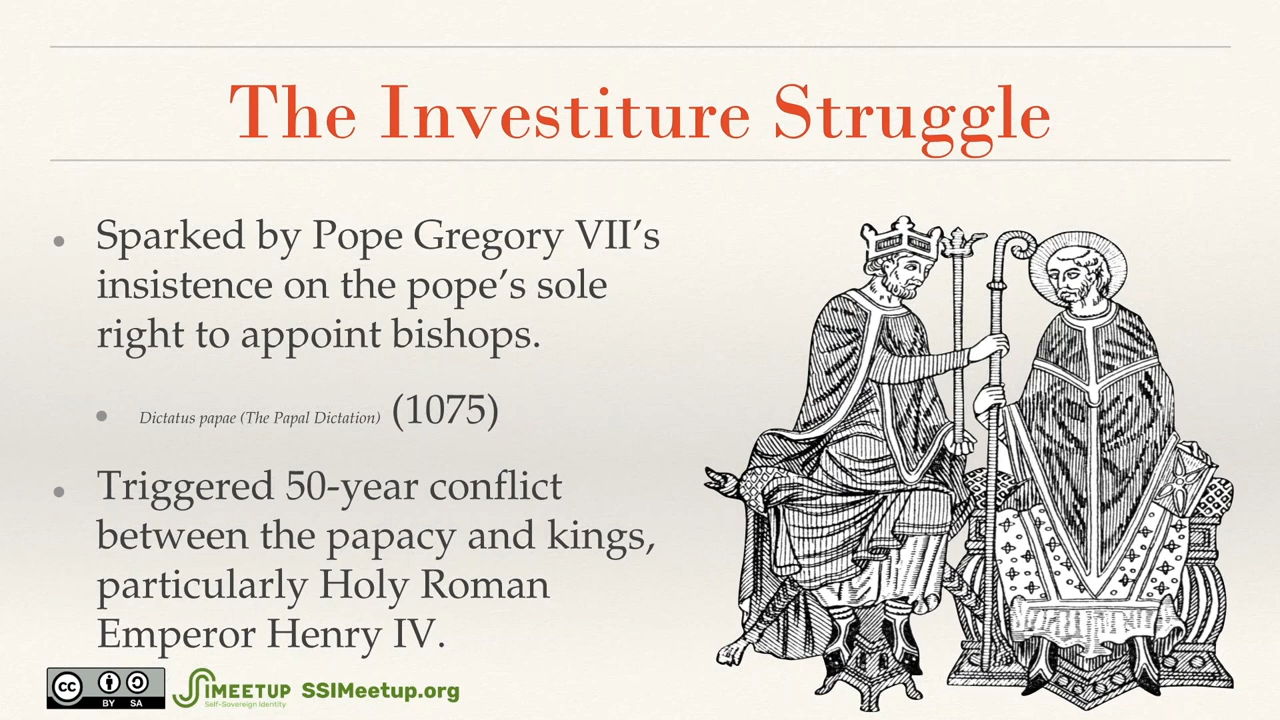 The Investiture Struggle
• Sparked by Pope Gregory VII’s
insistence on the pope’s sole
right to appoint bishops.
• Dictatus papae (The Papal Dictation) (1075)
• Triggered 50-year conflict
between the papacy and kings,
particularly Holy Roman
Emperor Henry IV.
cc BY SA
SSIMEETUP SSIMeetup.org
Self-Sovereign Identity